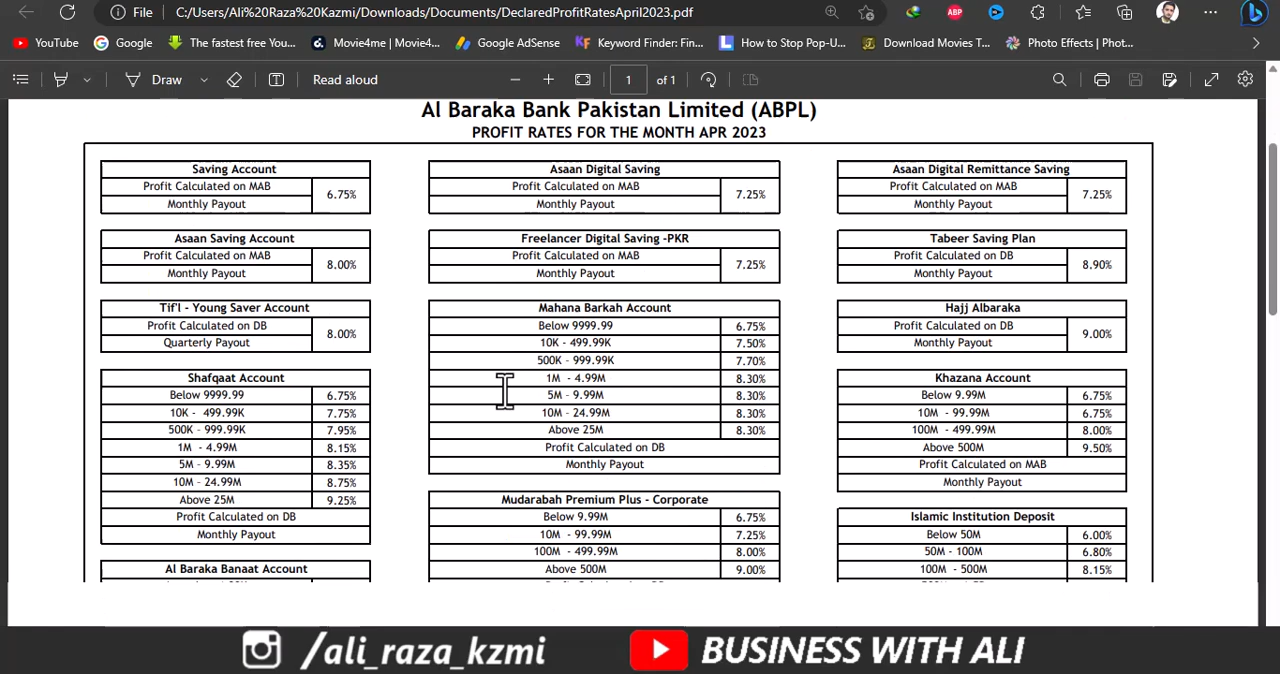 File C:/Users/Ali%20Raza%20Kazmi/Downloads/Documents/DeclaredProfitRatesApril2023.pdf ABP
YouTube Google The fastest free You... Movie4me | Movie4... Google AdSense Keyword Finder: Fin... How to Stop Pop-U... Download Movies T... Photo Effects | Phot...
Draw Read aloud 1 of 1
Al Baraka Bank Pakistan Limited (ABPL)
PROFIT RATES FOR THE MONTH APR 2023
Saving Account
Profit Calculated on MAB 6.75%
Monthly Payout
Asaan Saving Account
Profit Calculated on MAB 8.00%
Monthly Payout
Tif'l - Young Saver Account
Profit Calculated on DB 8.00%
Quarterly Payout
Shafqaat Account
Below 9999.99 6.75%
10K - 499.99K 7.75%
500K - 999.99K 7.95%
1M - 4.99M 8.15%
5M - 9.99M 8.35%
10M - 24.99M 8.75%
Above 25M 9.25%
Profit Calculated on DB
Monthly Payout
Al Baraka Banaat Account
Asaan Digital Saving
Profit Calculated on MAB 7.25%
Monthly Payout
Freelancer Digital Saving -PKR
Profit Calculated on MAB 7.25%
Monthly Payout
Mahana Barkah Account
Below 9999.99 6.75%
10K - 499.99K 7.50%
500K - 999.99K 7.70%
1M - 4.99M 8.30%
5M - 9.99M 8.30%
10M - 24.99M 8.30%
Above 25M 8.30%
Profit Calculated on DB
Monthly Payout
Mudarabah Premium Plus - Corporate
Below 9.99M 6.75%
10M - 99.99M 7.25%
100M - 499.99M 8.00%
Above 500M 9.00%
Asaan Digital Remittance Saving
Profit Calculated on MAB 7.25%
Monthly Payout
Tabeer Saving Plan
Profit Calculated on DB 8.90%
Monthly Payout
Hajj Albaraka
Profit Calculated on DB 9.00%
Monthly Payout
Khazana Account
Below 9.99M 6.75%
10M - 99.99M 6.75%
100M - 499.99M 8.00%
Above 500M 9.50%
Profit Calculated on MAB
Monthly Payout
Islamic Institution Deposit
Below 50M 6.00%
50M - 100M 6.80%
100M - 500M 8.15%
/ali_raza_kzmi BUSINESS WITH ALI